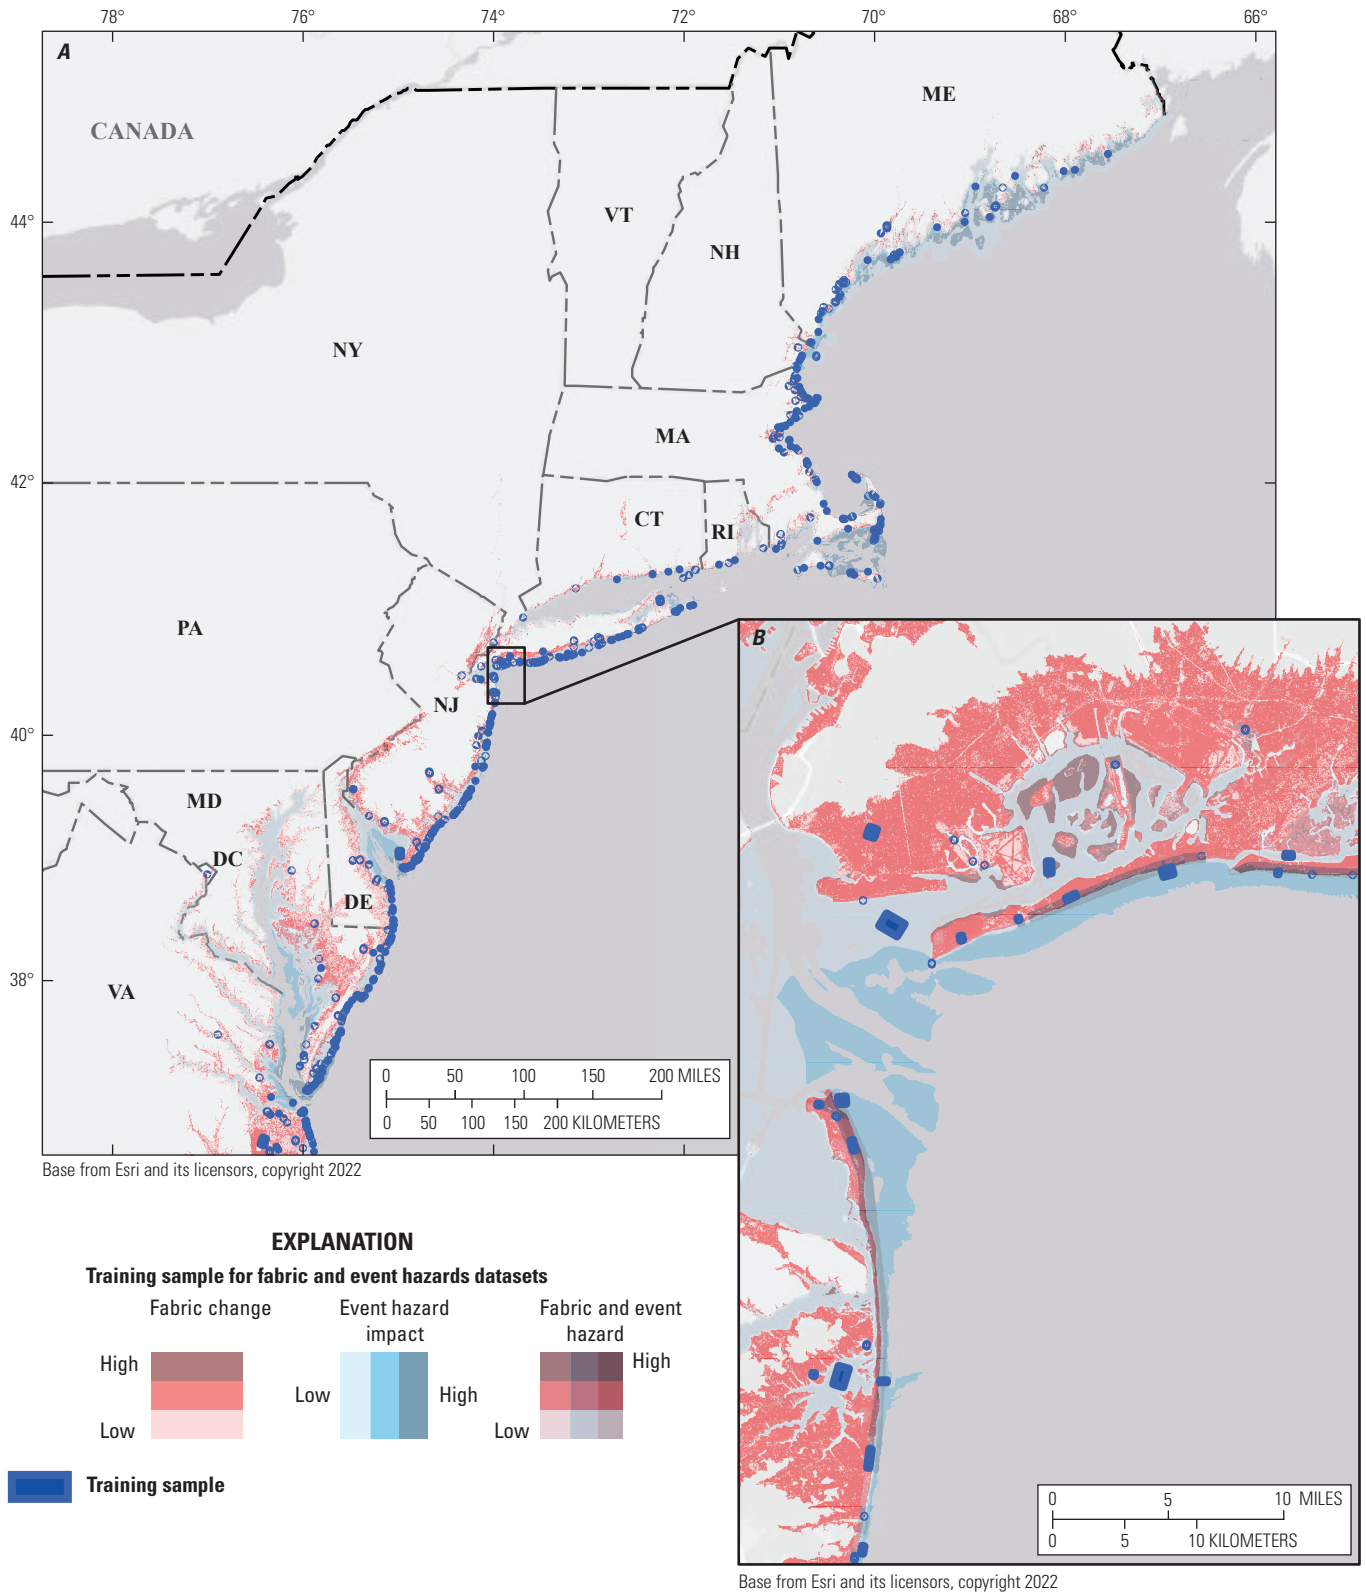 78° 76° 74° 72° 70° 68° 66°
A
ME
CANADA
44°
VT
NH
NY
MA
42°
CT
RI
PA
B
NJ
40°
MD
DC
DE
38°
VA
0 50 100 150 200 MILES
0 50 100 150 200 KILOMETERS
Base from Esri and its licensors, copyright 2022
EXPLANATION
Training sample for fabric and event hazards datasets
Fabric change
High
Low
Event hazard
impact
Low
High
Fabric and event
hazard
High
Low
Training sample
0 5 10 MILES
0 5 10 KILOMETERS
Base from Esri and its licensors, copyright 2022